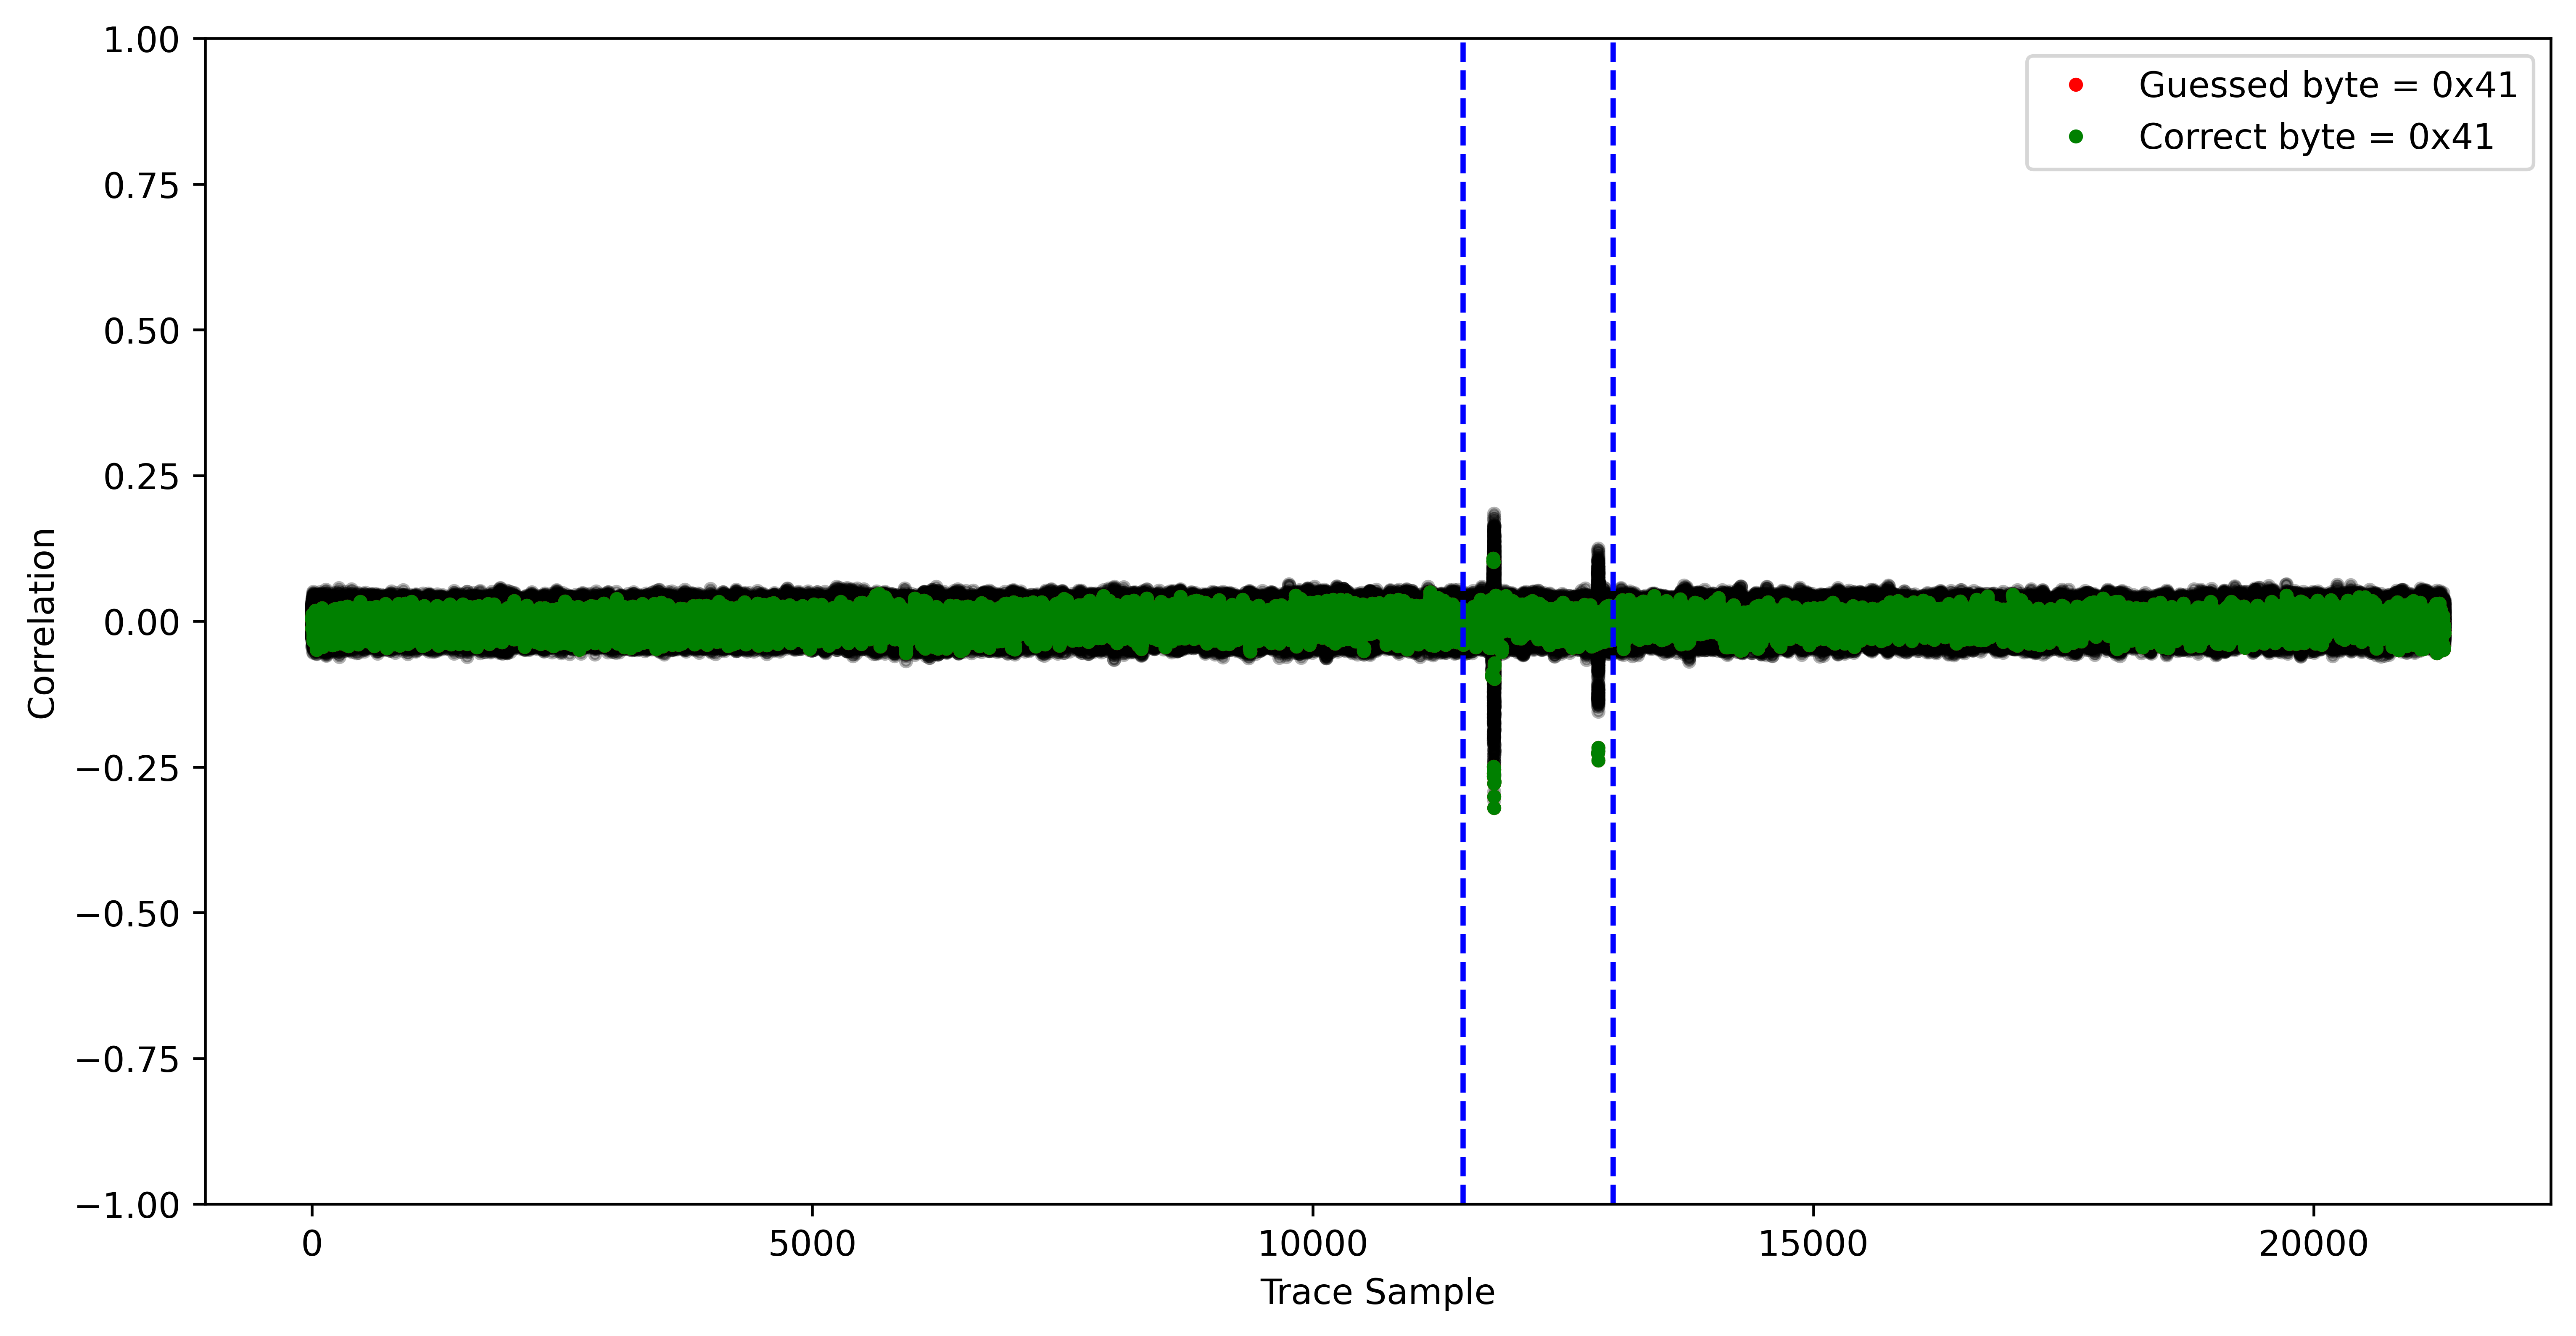 1.00
0.75
0.50
0.25
0.00
−0.25
−0.50
−0.75
−1.00
Correlation
Guessed byte = 0x41
Correct byte = 0x41
0 5000 10000 15000 20000
Trace Sample